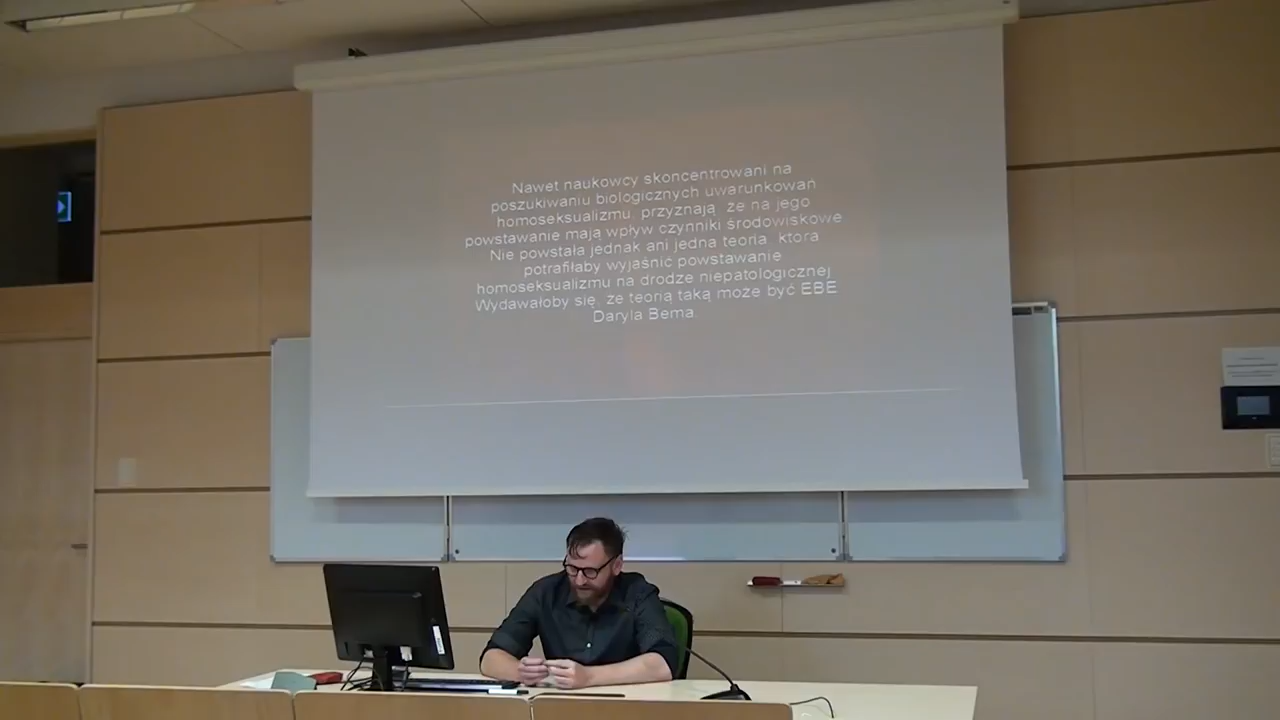 Nawet naukowcy skoncentrowani na
poszukiwaniu biologicznych uwarunkowań
homoseksualizmu, przyznają, że na jego
powstawanie mają wpływ czynniki środowiskowe
Nie powstała jednak ani jedna teoria, która
potrafiłaby wyjaśnić powstawanie
homoseksualizmu na drodze niepatologicznej
Wydawałoby się, że teorią taką może być EBE
Daryla Bema.